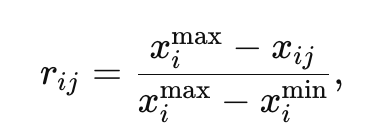 r_{ij} = \frac{x_i^{\max} - x_{ij}}{x_i^{\max} - x_i^{\min}},